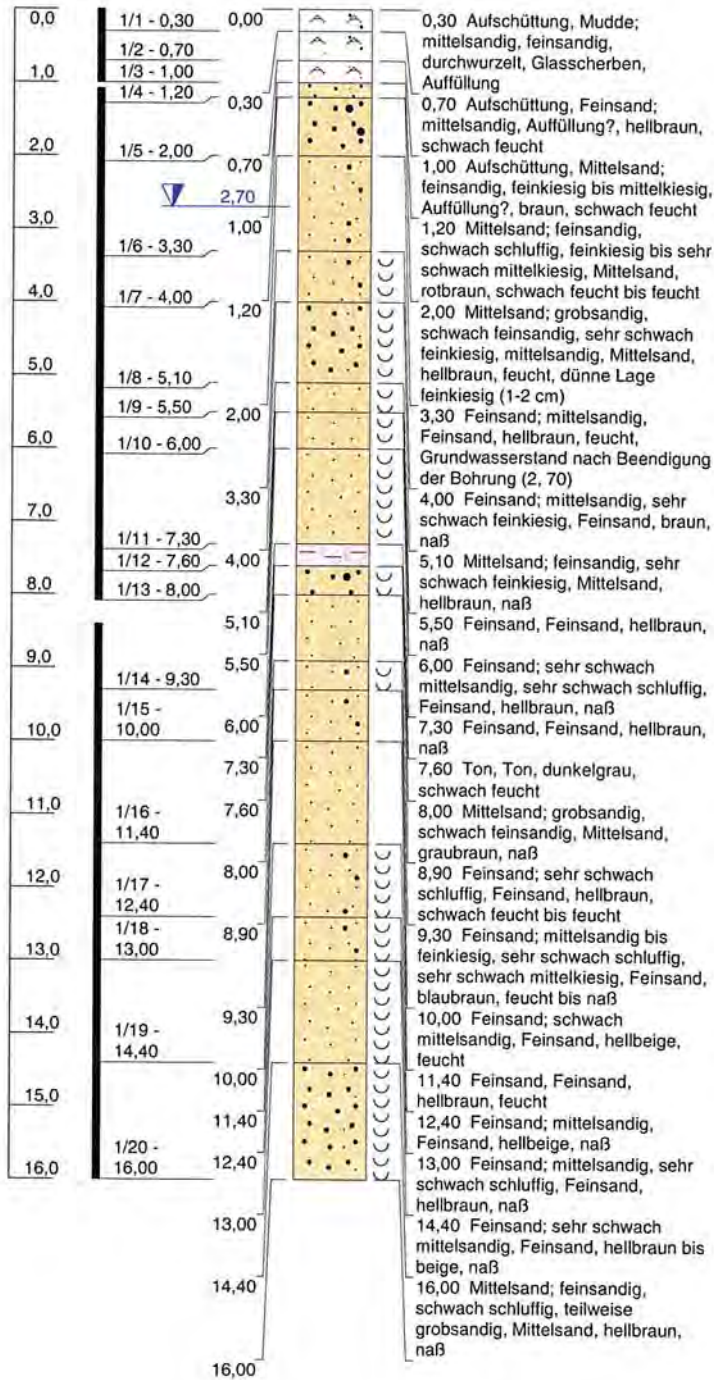 0,0
1,0
2,0
3,0
4,0
5,0
6,0
7,0
8,0
9,0
10,0
11,0
12,0
13,0
14,0
15,0
16,0
1/1 - 0,30
1/2 - 0,70
1/3 - 1,00
1/4 - 1,20
1/5 - 2,00
2,70
1/6 - 3,30
1/7 - 4,00
1/8 - 5,10
1/9 - 5,50
1/10 - 6,00
1/11 - 7,30
1/12 - 7,60
1/13 - 8,00
1/14 - 9,30
1/15 -
10,00
1/16 -
11,40
1/17 -
12,40
1/18 -
13,00
1/19 -
14,40
1/20 -
16,00
0,00
0,30
0,70
1,00
1,20
2,00
3,30
4,00
5,10
5,50
6,00
7,30
7,60
8,00
8,90
9,30
10,00
11,40
12,40
13,00
14,40
16,00
0,30 Aufschüttung, Mudde;
mittelsandig, feinsandig,
durchwurzelt, Glasscherben,
Auffüllung
0,70 Aufschüttung, Feinsand;
mittelsandig, Auffüllung?, hellbraun,
schwach feucht
1,00 Aufschüttung, Mittelsand;
feinsandig, feinkiesig bis mittelkiesig,
Auffüllung?, braun, schwach feucht
1,20 Mittelsand; feinsandig,
schwach schluffig, feinkiesig bis sehr
schwach mittelkiesig, Mittelsand,
rotbraun, schwach feucht bis feucht
2,00 Mittelsand; grobsandig,
schwach feinsandig, sehr schwach
feinkiesig, mittelsandig, Mittelsand,
hellbraun, feucht, dünne Lage
feinkiesig (1-2 cm)
3,30 Feinsand; mittelsandig,
Feinsand, hellbraun, feucht,
Grundwasserstand nach Beendigung
der Bohrung (2, 70)
4,00 Feinsand; mittelsandig, sehr
schwach feinkiesig, Feinsand, braun,
naß
5,10 Mittelsand; feinsandig, sehr
schwach feinkiesig, Mittelsand,
hellbraun, naß
5,50 Feinsand, Feinsand, hellbraun,
naß
6,00 Feinsand; sehr schwach
mittelsandig, sehr schwach schluffig,
Feinsand, hellbraun, naß
7,30 Feinsand, Feinsand, hellbraun,
naß
7,60 Ton, Ton, dunkelgrau,
schwach feucht
8,00 Mittelsand; grobsandig,
schwach feinsandig, Mittelsand,
graubraun, naß
8,90 Feinsand; sehr schwach
schluffig, Feinsand, hellbraun,
schwach feucht bis feucht
9,30 Feinsand; mittelsandig bis
feinkiesig, sehr schwach schluffig,
sehr schwach mittelkiesig, Feinsand,
blaubraun, feucht bis naß
10,00 Feinsand; schwach
mittelsandig, Feinsand, hellbeige,
feucht
11,40 Feinsand, Feinsand,
hellbraun, feucht
12,40 Feinsand; mittelsandig,
Feinsand, hellbeige, naß
13,00 Feinsand; mittelsandig, sehr
schwach schluffig, Feinsand,
hellbraun, naß
14,40 Feinsand; sehr schwach
mittelsandig, Feinsand, hellbraun bis
beige, naß
16,00 Mittelsand; feinsandig,
schwach schluffig, teilweise
grobsandig, Mittelsand, hellbraun,
naß